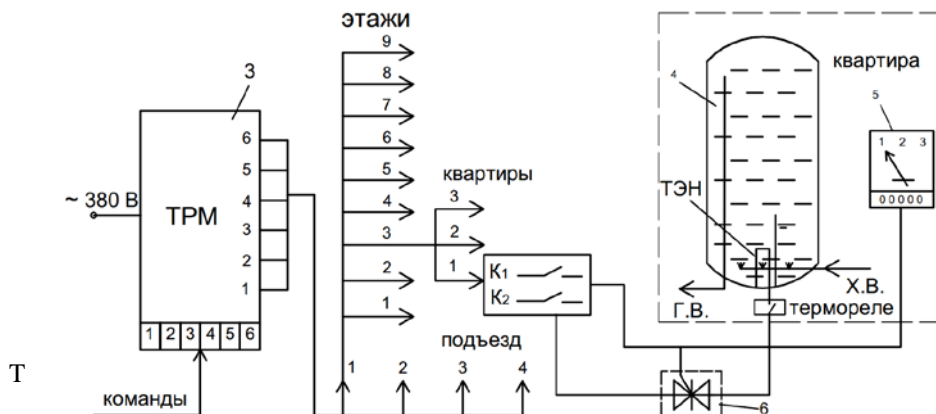 этажи
9
8
7
6
5
4
3
2
1
3
~ 380 В
ТРМ
6
5
4
3
2
1
1 2 3 4 5 6
Т
команды
квартиры
3
2
1
К1
К2
подъезд
1 2 3 4
4
квартира
5
1 2 3
00000
ТЭН
Х.В.
Г.В.
термореле
6